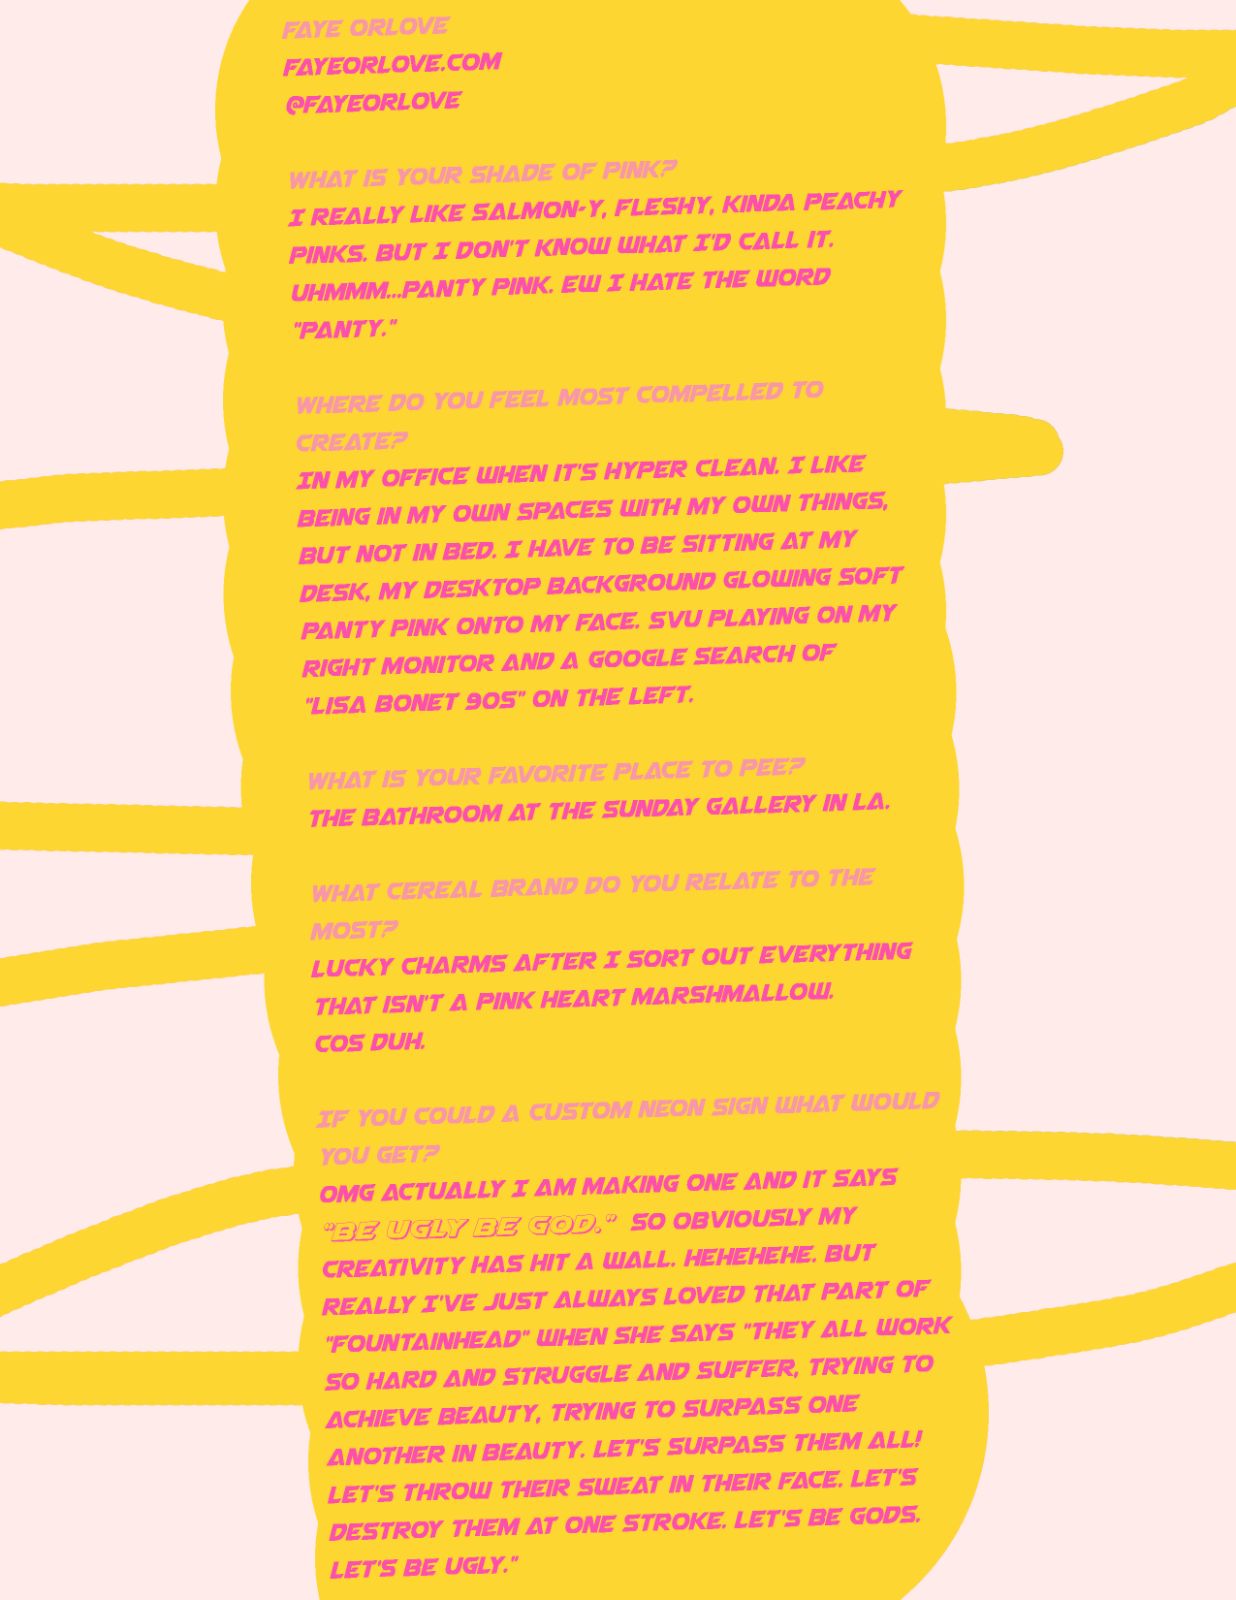 FAYE ORLOVE
FAYEORLOVE.COM
@FAYEORLOVE
WHAT IS YOUR SHADE OF PINK?
I REALLY LIKE SALMON-Y, FLESHY, KINDA PEACHY
PINKS. BUT I DON'T KNOW WHAT I'D CALL IT.
UHMMM...PANTY PINK. EW I HATE THE WORD
"PANTY."
WHERE DO YOU FEEL MOST COMPELLED TO
CREATE?
IN MY OFFICE WHEN IT'S HYPER CLEAN. I LIKE
BEING IN MY OWN SPACES WITH MY OWN THINGS,
BUT NOT IN BED. I HAVE TO BE SITTING AT MY
DESK, MY DESKTOP BACKGROUND GLOWING SOFT
PANTY PINK ONTO MY FACE. SVU PLAYING ON MY
RIGHT MONITOR AND A GOOGLE SEARCH OF
"LISA BONET 90S" ON THE LEFT.
WHAT IS YOUR FAVORITE PLACE TO PEE?
THE BATHROOM AT THE SUNDAY GALLERY IN LA.
WHAT CEREAL BRAND DO YOU RELATE TO THE
MOST?
LUCKY CHARMS AFTER I SORT OUT EVERYTHING
THAT ISN'T A PINK HEART MARSHMALLOW.
COS DUH.
IF YOU COULD A CUSTOM NEON SIGN WHAT WOULD
YOU GET?
OMG ACTUALLY I AM MAKING ONE AND IT SAYS
"BE UGLY BE GOD." SO OBVIOUSLY MY
CREATIVITY HAS HIT A WALL. HEHEHEHE. BUT
REALLY I'VE JUST ALWAYS LOVED THAT PART OF
"FOUNTAINHEAD" WHEN SHE SAYS "THEY ALL WORK
SO HARD AND STRUGGLE AND SUFFER, TRYING TO
ACHIEVE BEAUTY, TRYING TO SURPASS ONE
ANOTHER IN BEAUTY. LET'S SURPASS THEM ALL!
LET'S THROW THEIR SWEAT IN THEIR FACE. LET'S
DESTROY THEM AT ONE STROKE. LET'S BE GODS.
LET'S BE UGLY."